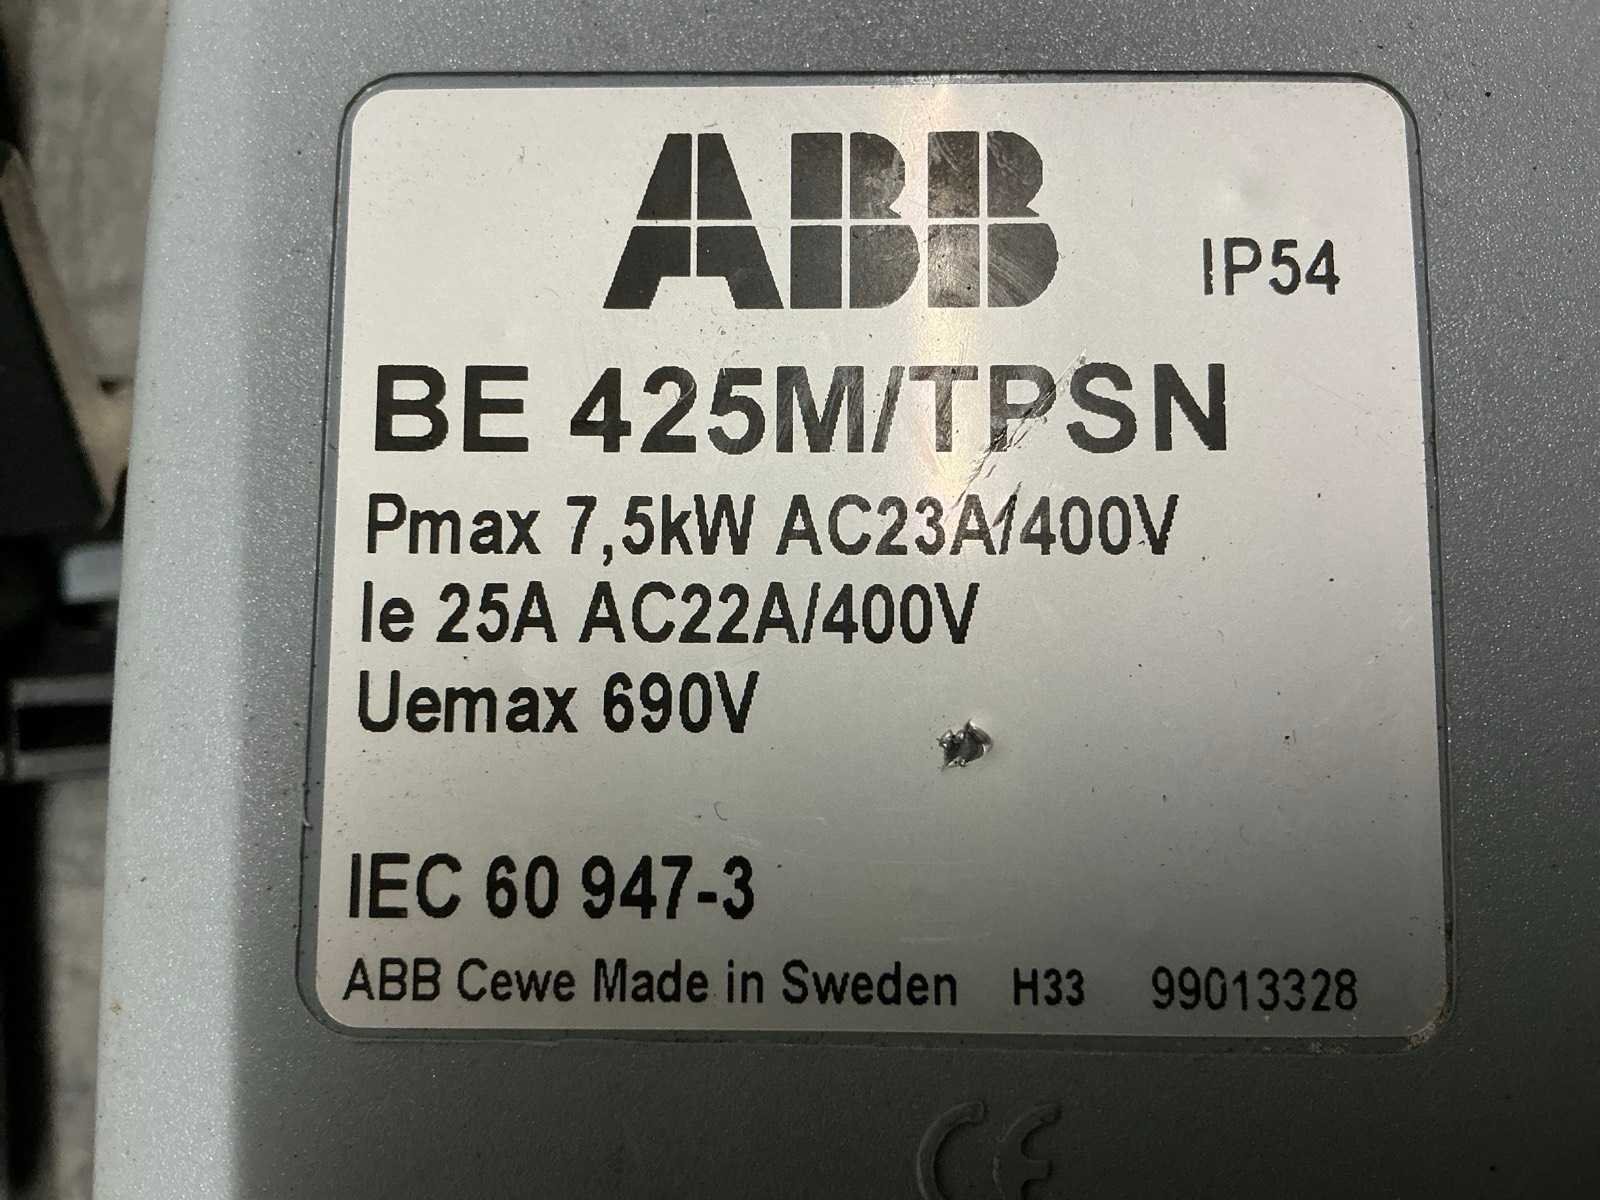 ABB
IP54
BE 425M/TPSN
Pmax 7,5kW AC23A/400V
Ie 25A AC22A/400V
Uemax 690V
IEC 60 947-3
ABB Cewe Made in Sweden H33 99013328
CE